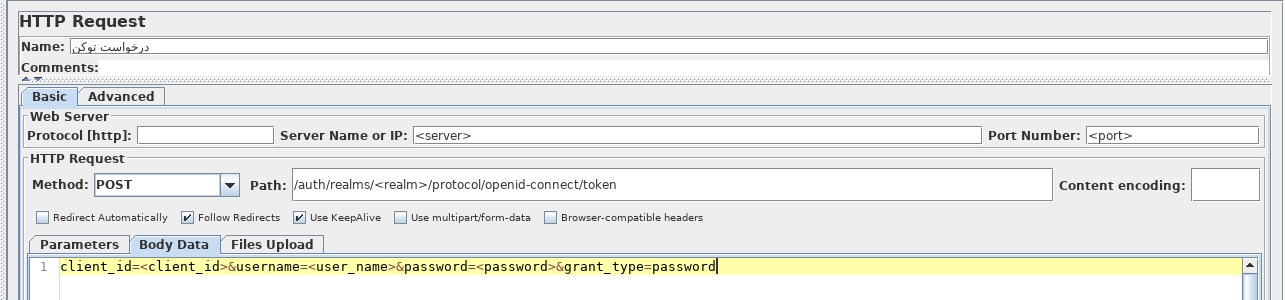 HTTP Request
Name: درخواست توکن
Comments:
Basic Advanced
Web Server
Protocol [http]: Server Name or IP: <server> Port Number: <port>
HTTP Request
Method: POST Path: /auth/realms/<realm>/protocol/openid-connect/token Content encoding:
Redirect Automatically Follow Redirects Use KeepAlive Use multipart/form-data Browser-compatible headers
Parameters Body Data Files Upload
1 client_id=<client_id>&username=<user_name>&password=<password>&grant_type=password